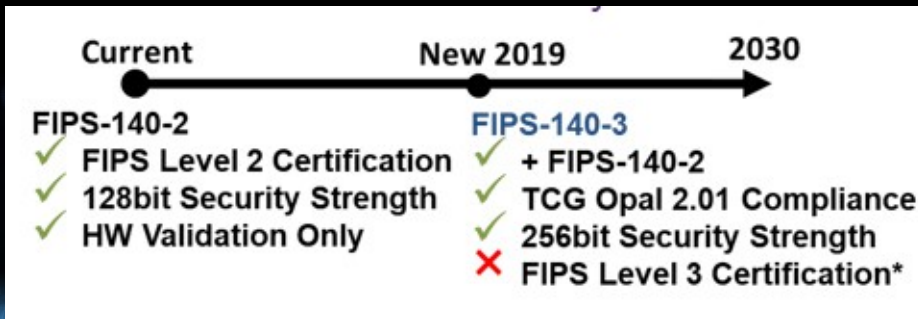 Current New 2019 2030
FIPS-140-2
FIPS Level 2 Certification
128bit Security Strength
HW Validation Only
FIPS-140-3
+ FIPS-140-2
TCG Opal 2.01 Compliance
256bit Security Strength
FIPS Level 3 Certification*